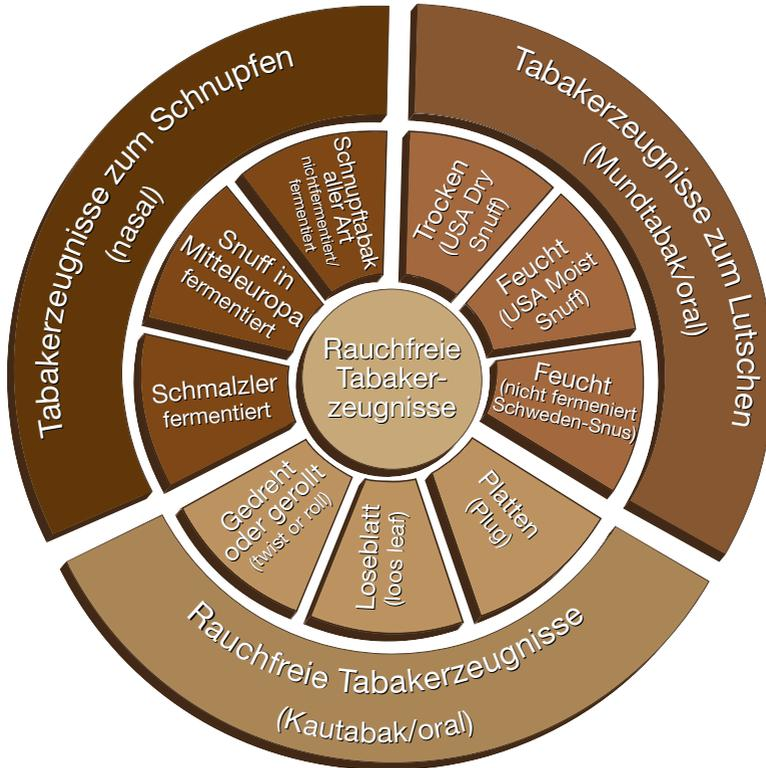 Tabakerzeugnisse zum Schnupfen
(nasal)
Tabakerzeugnisse zum Lutschen
(Mundtabak/oral)
Schnupftabak
aller Art
nichtfermentiert/
fermentiert
Snuff in
Mitteleuropa
fermentiert
Schmalzler
fermentiert
Trocken
(USA Dry
Snuff)
Feucht
(USA Moist
Snuff)
Feucht
(nicht fermeniert
Schweden-Snus)
Rauchfreie
Tabaker-
zeugnisse
Gedreht
oder gerollt
(twist or roll)
Loseblatt
(loos leaf)
Platten
(Plug)
Rauchfreie Tabakerzeugnisse
(Kautabak/oral)